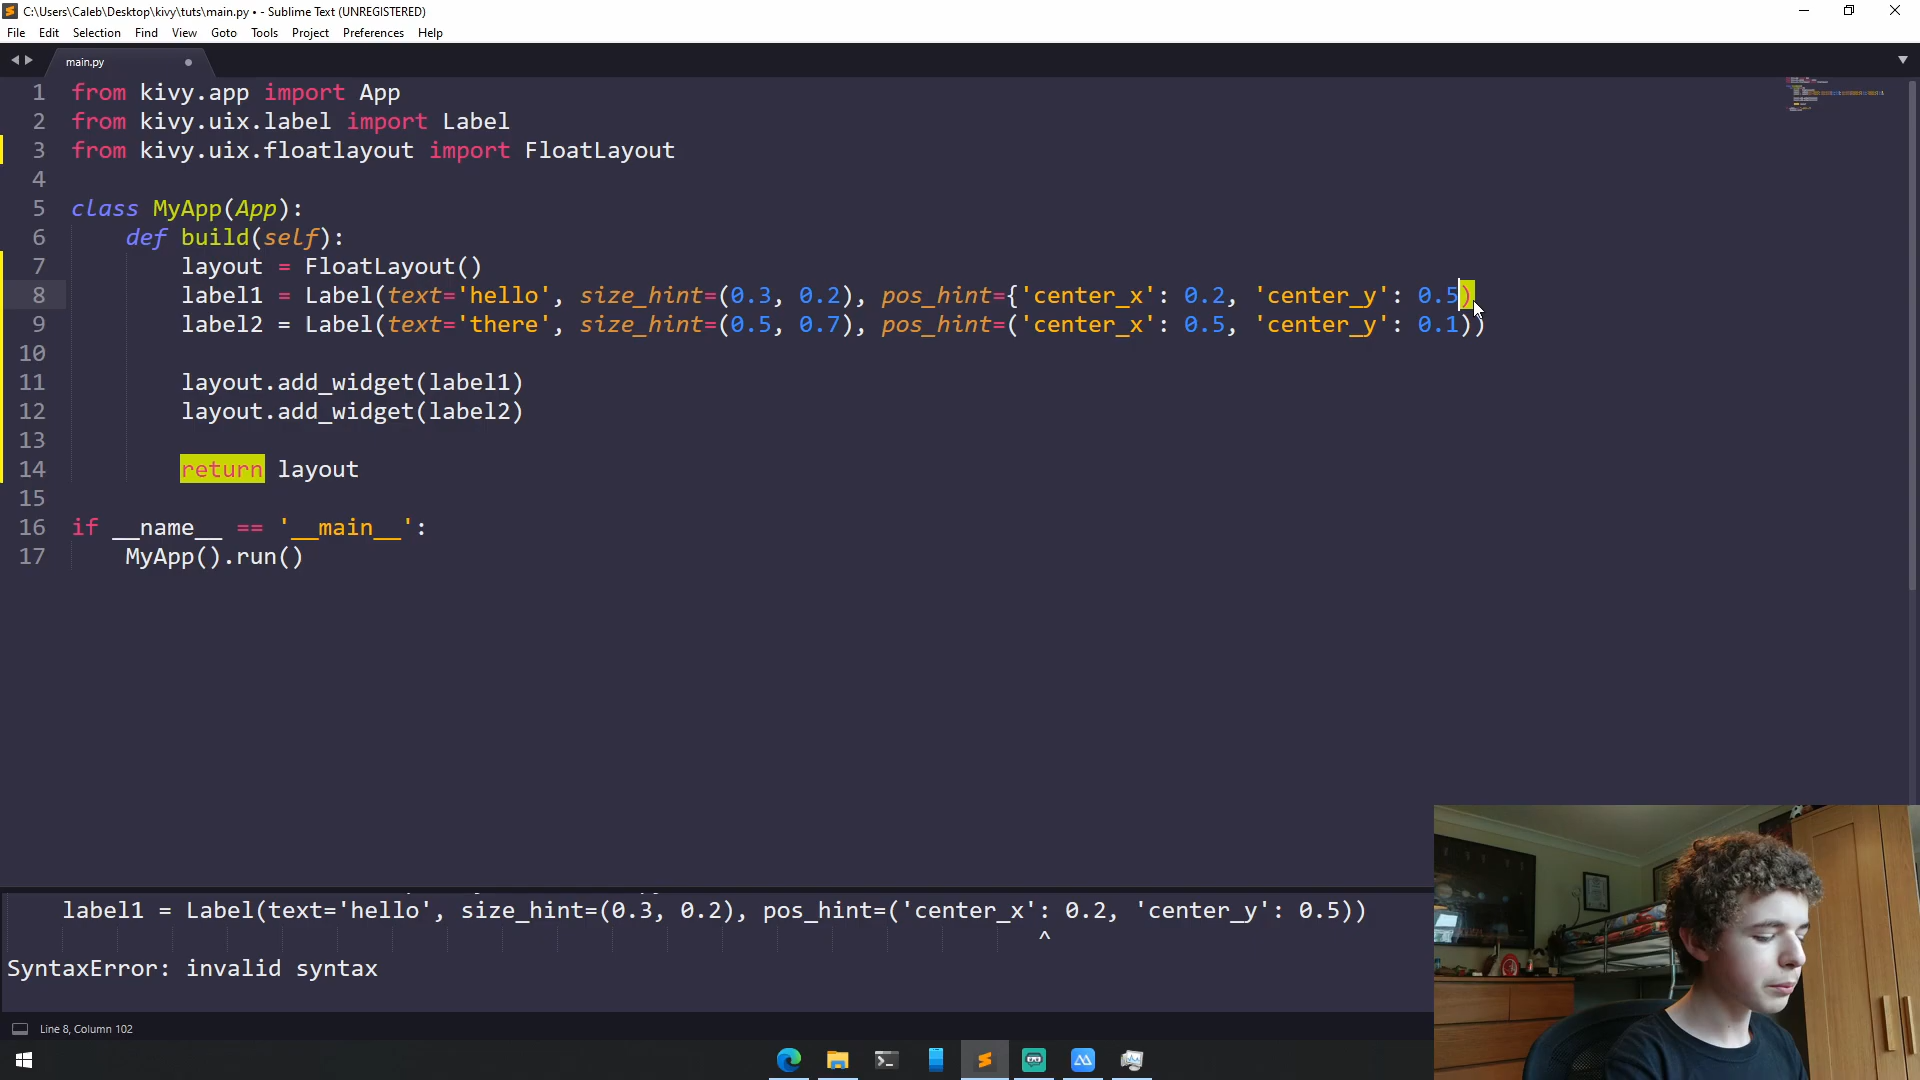 C:\Users\Caleb\Desktop\kivy\tuts\main.py • - Sublime Text (UNREGISTERED)
File Edit Selection Find View Goto Tools Project Preferences Help
main.py
1 from kivy.app import App
2 from kivy.uix.label import Label
3 from kivy.uix.floatlayout import FloatLayout
4
5 class MyApp(App):
6 def build(self):
7 layout = FloatLayout()
8 label1 = Label(text='hello', size_hint=(0.3, 0.2), pos_hint={'center_x': 0.2, 'center_y': 0.5)
9 label2 = Label(text='there', size_hint=(0.5, 0.7), pos_hint=('center_x': 0.5, 'center_y': 0.1))
10
11 layout.add_widget(label1)
12 layout.add_widget(label2)
13
14 return layout
15
16 if __name__ == '__main__':
17 MyApp().run()
label1 = Label(text='hello', size_hint=(0.3, 0.2), pos_hint=('center_x': 0.2, 'center_y': 0.5))
^
SyntaxError: invalid syntax
Line 8, Column 102